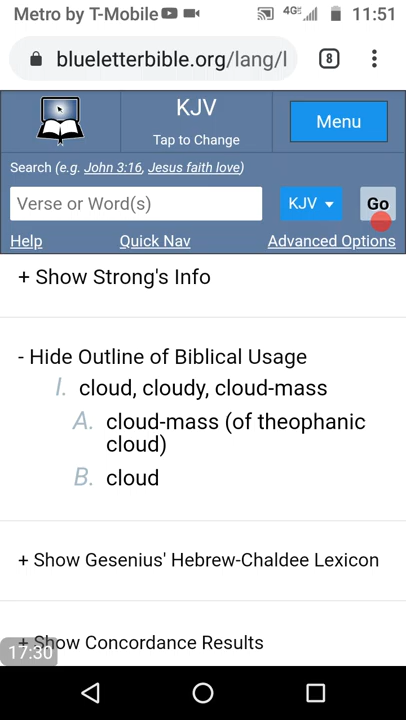 Metro by T-Mobile 4G 11:51
blueletterbible.org/lang/l 8
KJV
Tap to Change
Menu
Search (e.g. John 3:16, Jesus faith love)
Verse or Word(s) KJV Go
Help Quick Nav Advanced Options
+ Show Strong's Info
- Hide Outline of Biblical Usage
I. cloud, cloudy, cloud-mass
A. cloud-mass (of theophanic
cloud)
B. cloud
+ Show Gesenius' Hebrew-Chaldee Lexicon
+ Show Concordance Results
17:30